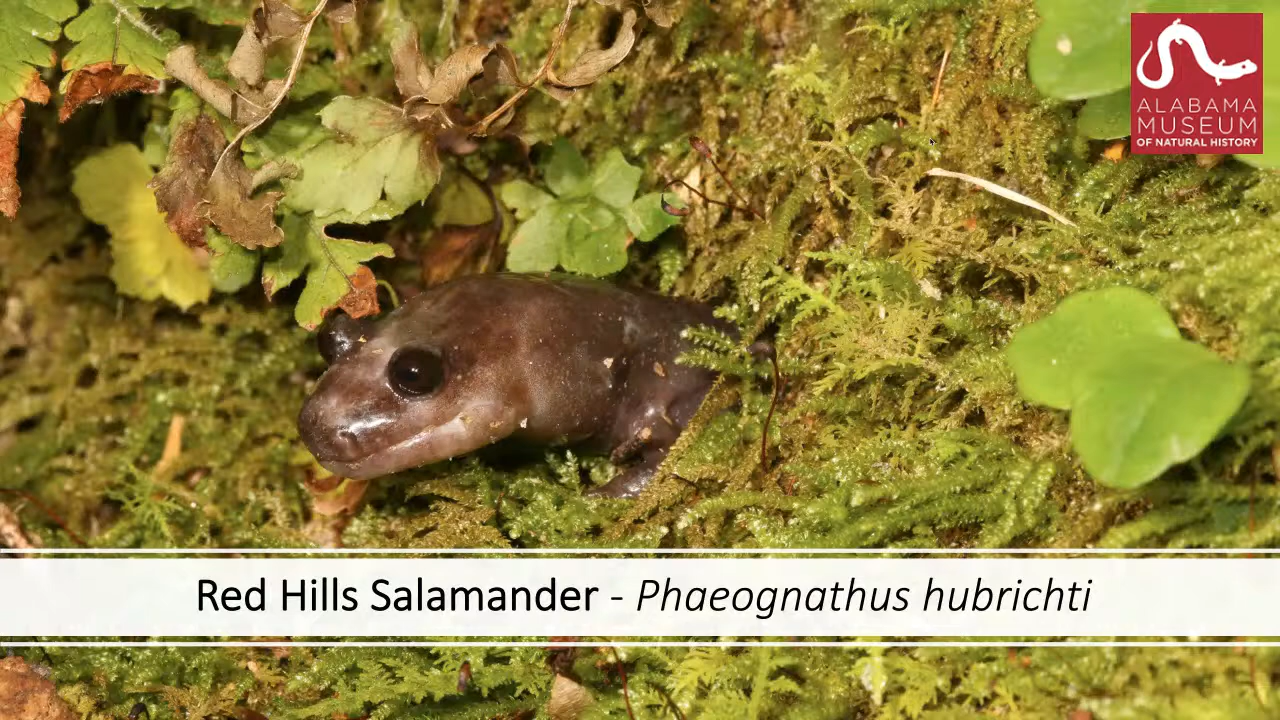 ALABAMA
MUSEUM
OF NATURAL HISTORY
Red Hills Salamander - Phaeognathus hubrichti